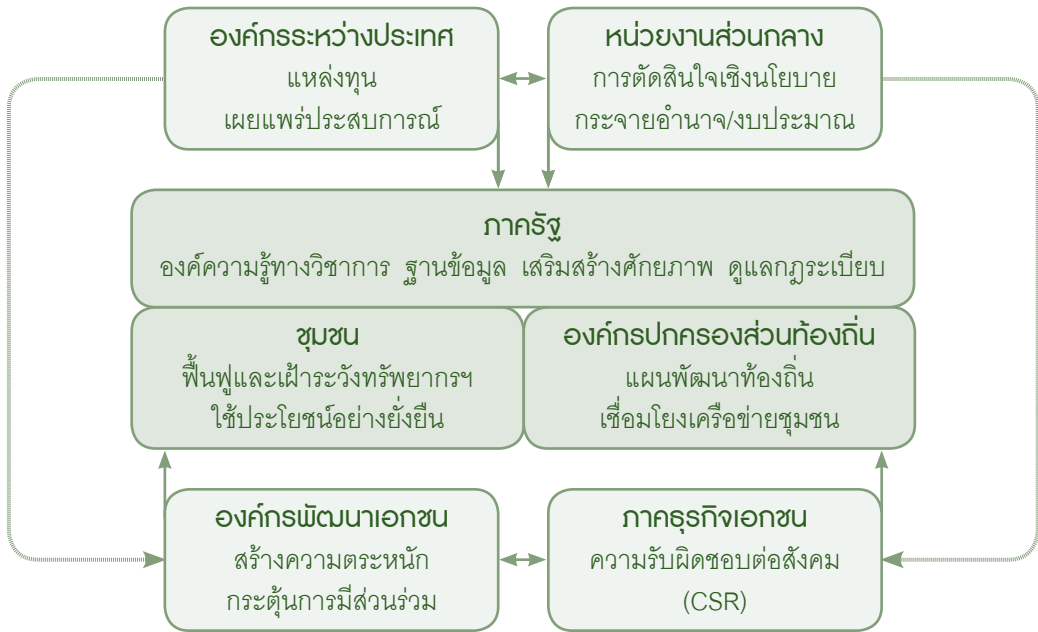 องค์กรระหว่างประเทศ
แหล่งทุน
เผยแพร่ประสบการณ์
หน่วยงานส่วนกลาง
การตัดสินใจเชิงนโยบาย
กระจายอำนาจ/งบประมาณ
ภาครัฐ
องค์ความรู้ทางวิชาการ ฐานข้อมูล เสริมสร้างศักยภาพ ดูแลกฎระเบียบ
ชุมชน
ฟื้นฟูและเฝ้าระวังทรัพยากรฯ
ใช้ประโยชน์อย่างยั่งยืน
องค์กรปกครองส่วนท้องถิ่น
แผนพัฒนาท้องถิ่น
เชื่อมโยงเครือข่ายชุมชน
องค์กรพัฒนาเอกชน
สร้างความตระหนัก
กระตุ้นการมีส่วนร่วม
ภาคธุรกิจเอกชน
ความรับผิดชอบต่อสังคม
(CSR)